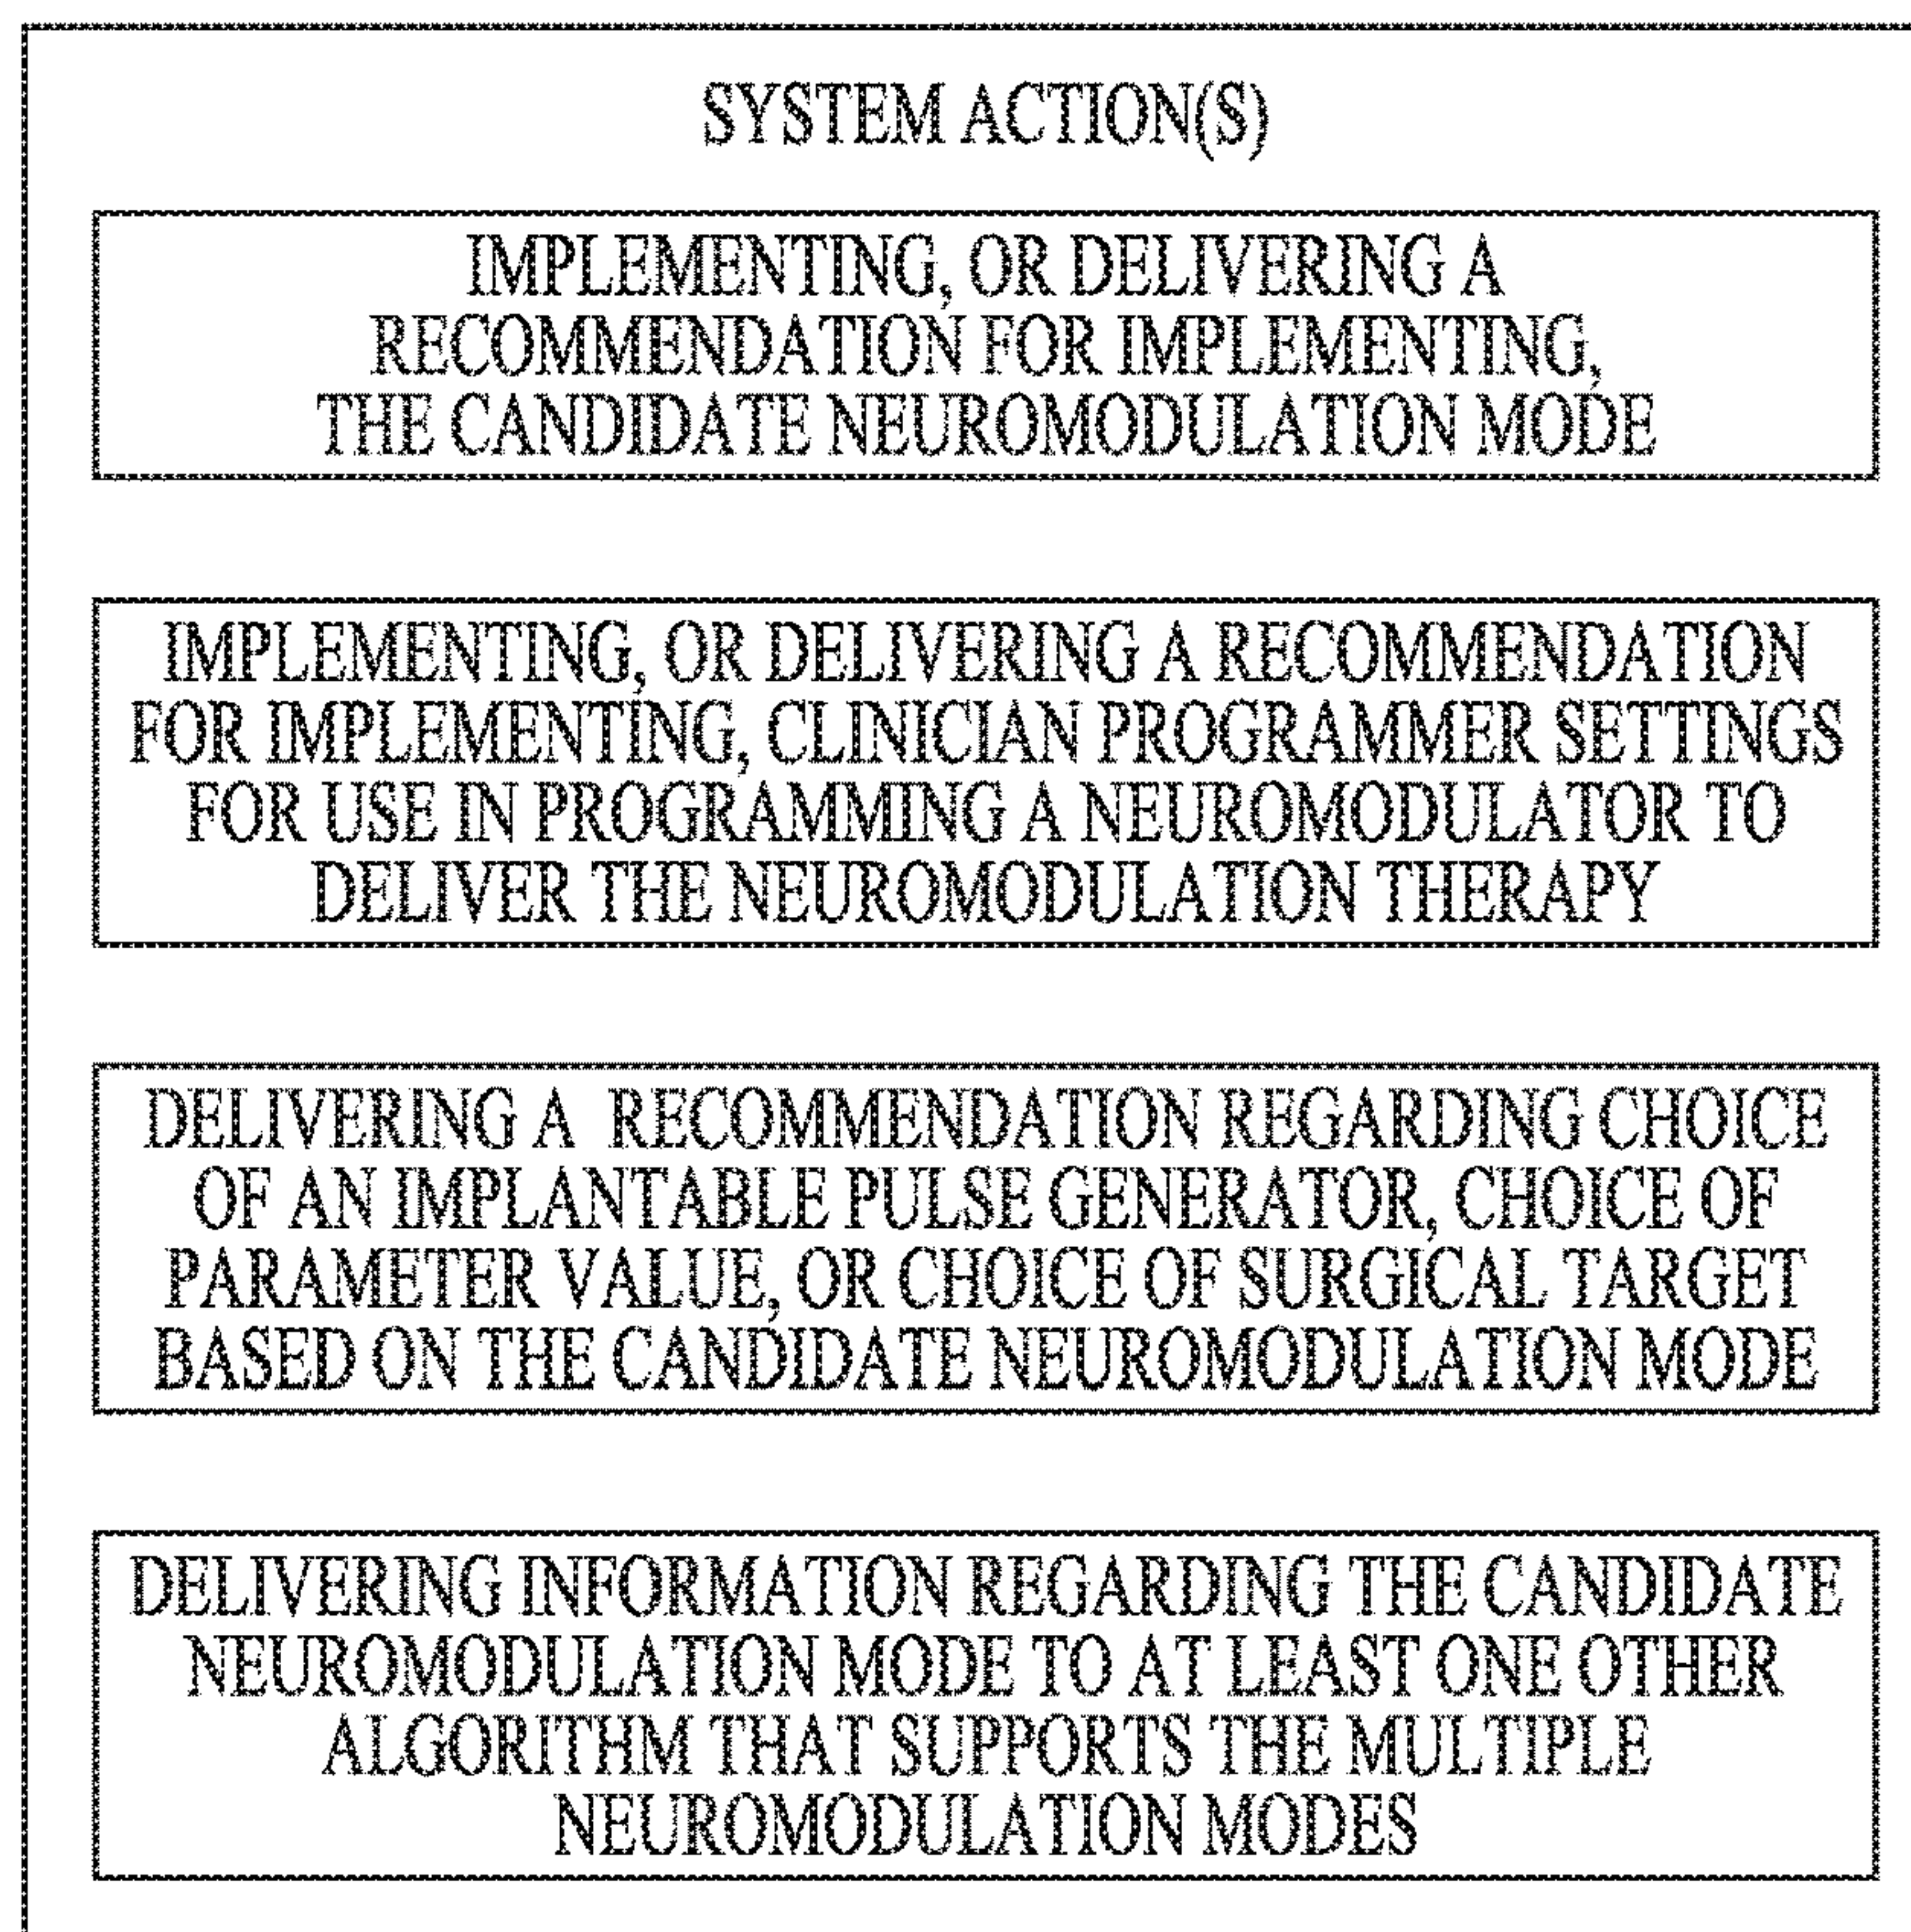 SYSTEM ACTION(S)
IMPLEMENTING, OR DELIVERING A
RECOMMENDATION FOR IMPLEMENTING,
THE CANDIDATE NEUROMODULATION MODE
IMPLEMENTING, OR DELIVERING A RECOMMENDATION
FOR IMPLEMENTING, CLINICIAN PROGRAMMER SETTINGS
FOR USE IN PROGRAMMING A NEUROMODULATOR TO
DELIVER THE NEUROMODULATION THERAPY
DELIVERING A RECOMMENDATION REGARDING CHOICE
OF AN IMPLANTABLE PULSE GENERATOR, CHOICE OF
PARAMETER VALUE, OR CHOICE OF SURGICAL TARGET
BASED ON THE CANDIDATE NEUROMODULATION MODE
DELIVERING INFORMATION REGARDING THE CANDIDATE
NEUROMODULATION MODE TO AT LEAST ONE OTHER
ALGORITHM THAT SUPPORTS THE MULTIPLE
NEUROMODULATION MODES